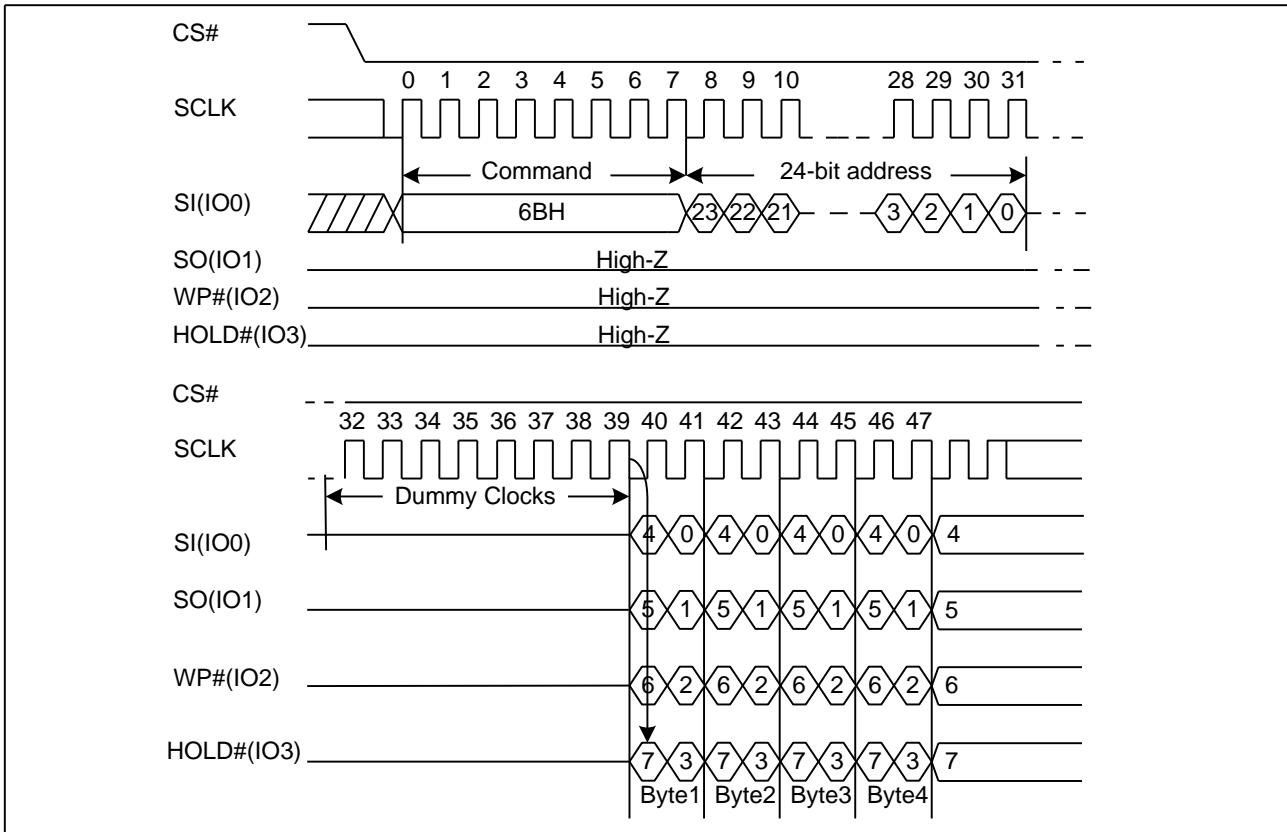 CS#
0 1 2 3 4 5 6 7 8 9 10 28 29 30 31
SCLK
Command 24-bit address
SI(IO0) 6BH 23 22 21 3 2 1 0
SO(IO1) High-Z
WP#(IO2) High-Z
HOLD#(IO3) High-Z
CS#
32 33 34 35 36 37 38 39 40 41 42 43 44 45 46 47
SCLK
Dummy Clocks
SI(IO0) 4 0 4 0 4 0 4 0 4
SO(IO1) 5 1 5 1 5 1 5 1 5
WP#(IO2) 6 2 6 2 6 2 6 2 6
HOLD#(IO3) 7 3 7 3 7 3 7 3 7
Byte1 Byte2 Byte3 Byte4